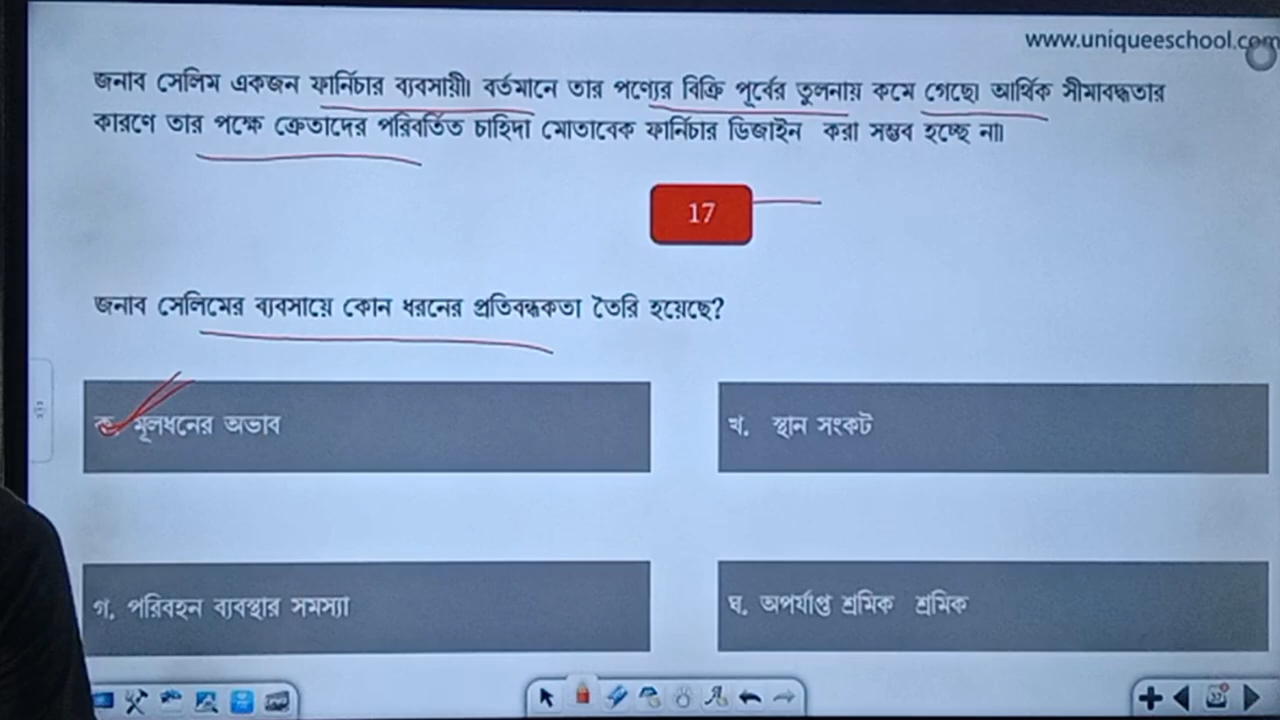 www.uniqueeschool.com
জনাব সেলিম একজন ফার্নিচার ব্যবসায়ী। বর্তমানে তার পণ্যের বিক্রি পূর্বের তুলনায় কমে গেছে। আর্থিক সীমাবদ্ধতার
কারণে তার পক্ষে ক্রেতাদের পরিবর্তিত চাহিদা মোতাবেক ফার্নিচার ডিজাইন করা সম্ভব হচ্ছে না।
17
জনাব সেলিমের ব্যবসায়ে কোন ধরনের প্রতিবন্ধকতা তৈরি হয়েছে?
ক. মূলধনের অভাব
খ. স্থান সংকট
গ. পরিবহন ব্যবস্থার সমস্যা
ঘ. অপর্যাপ্ত শ্রমিক শ্রমিক